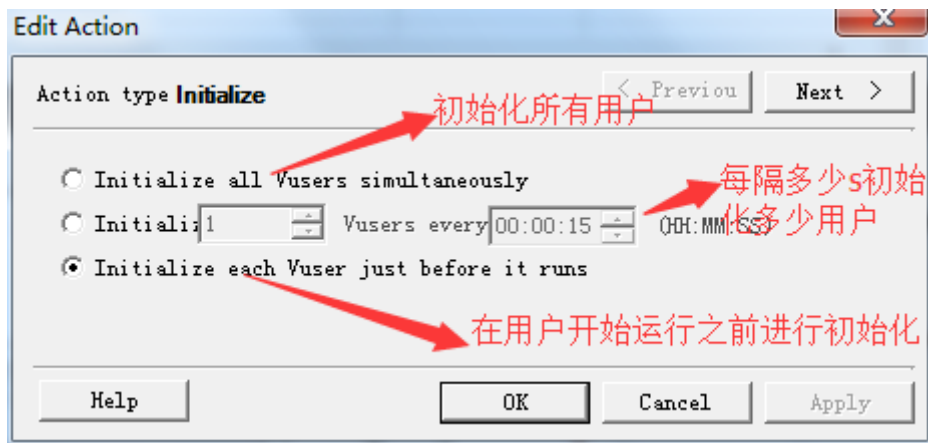 Edit Action
Action type Initialize
< Previou
Next >
初始化所有用户
Initialize all Vusers simultaneously
每隔多少s初始
化多少用户
Initiali 1 Vusers every 00:00:15 (HH:MM:SS)
Initialize each Vuser just before it runs
在用户开始运行之前进行初始化
Help
OK
Cancel
Apply